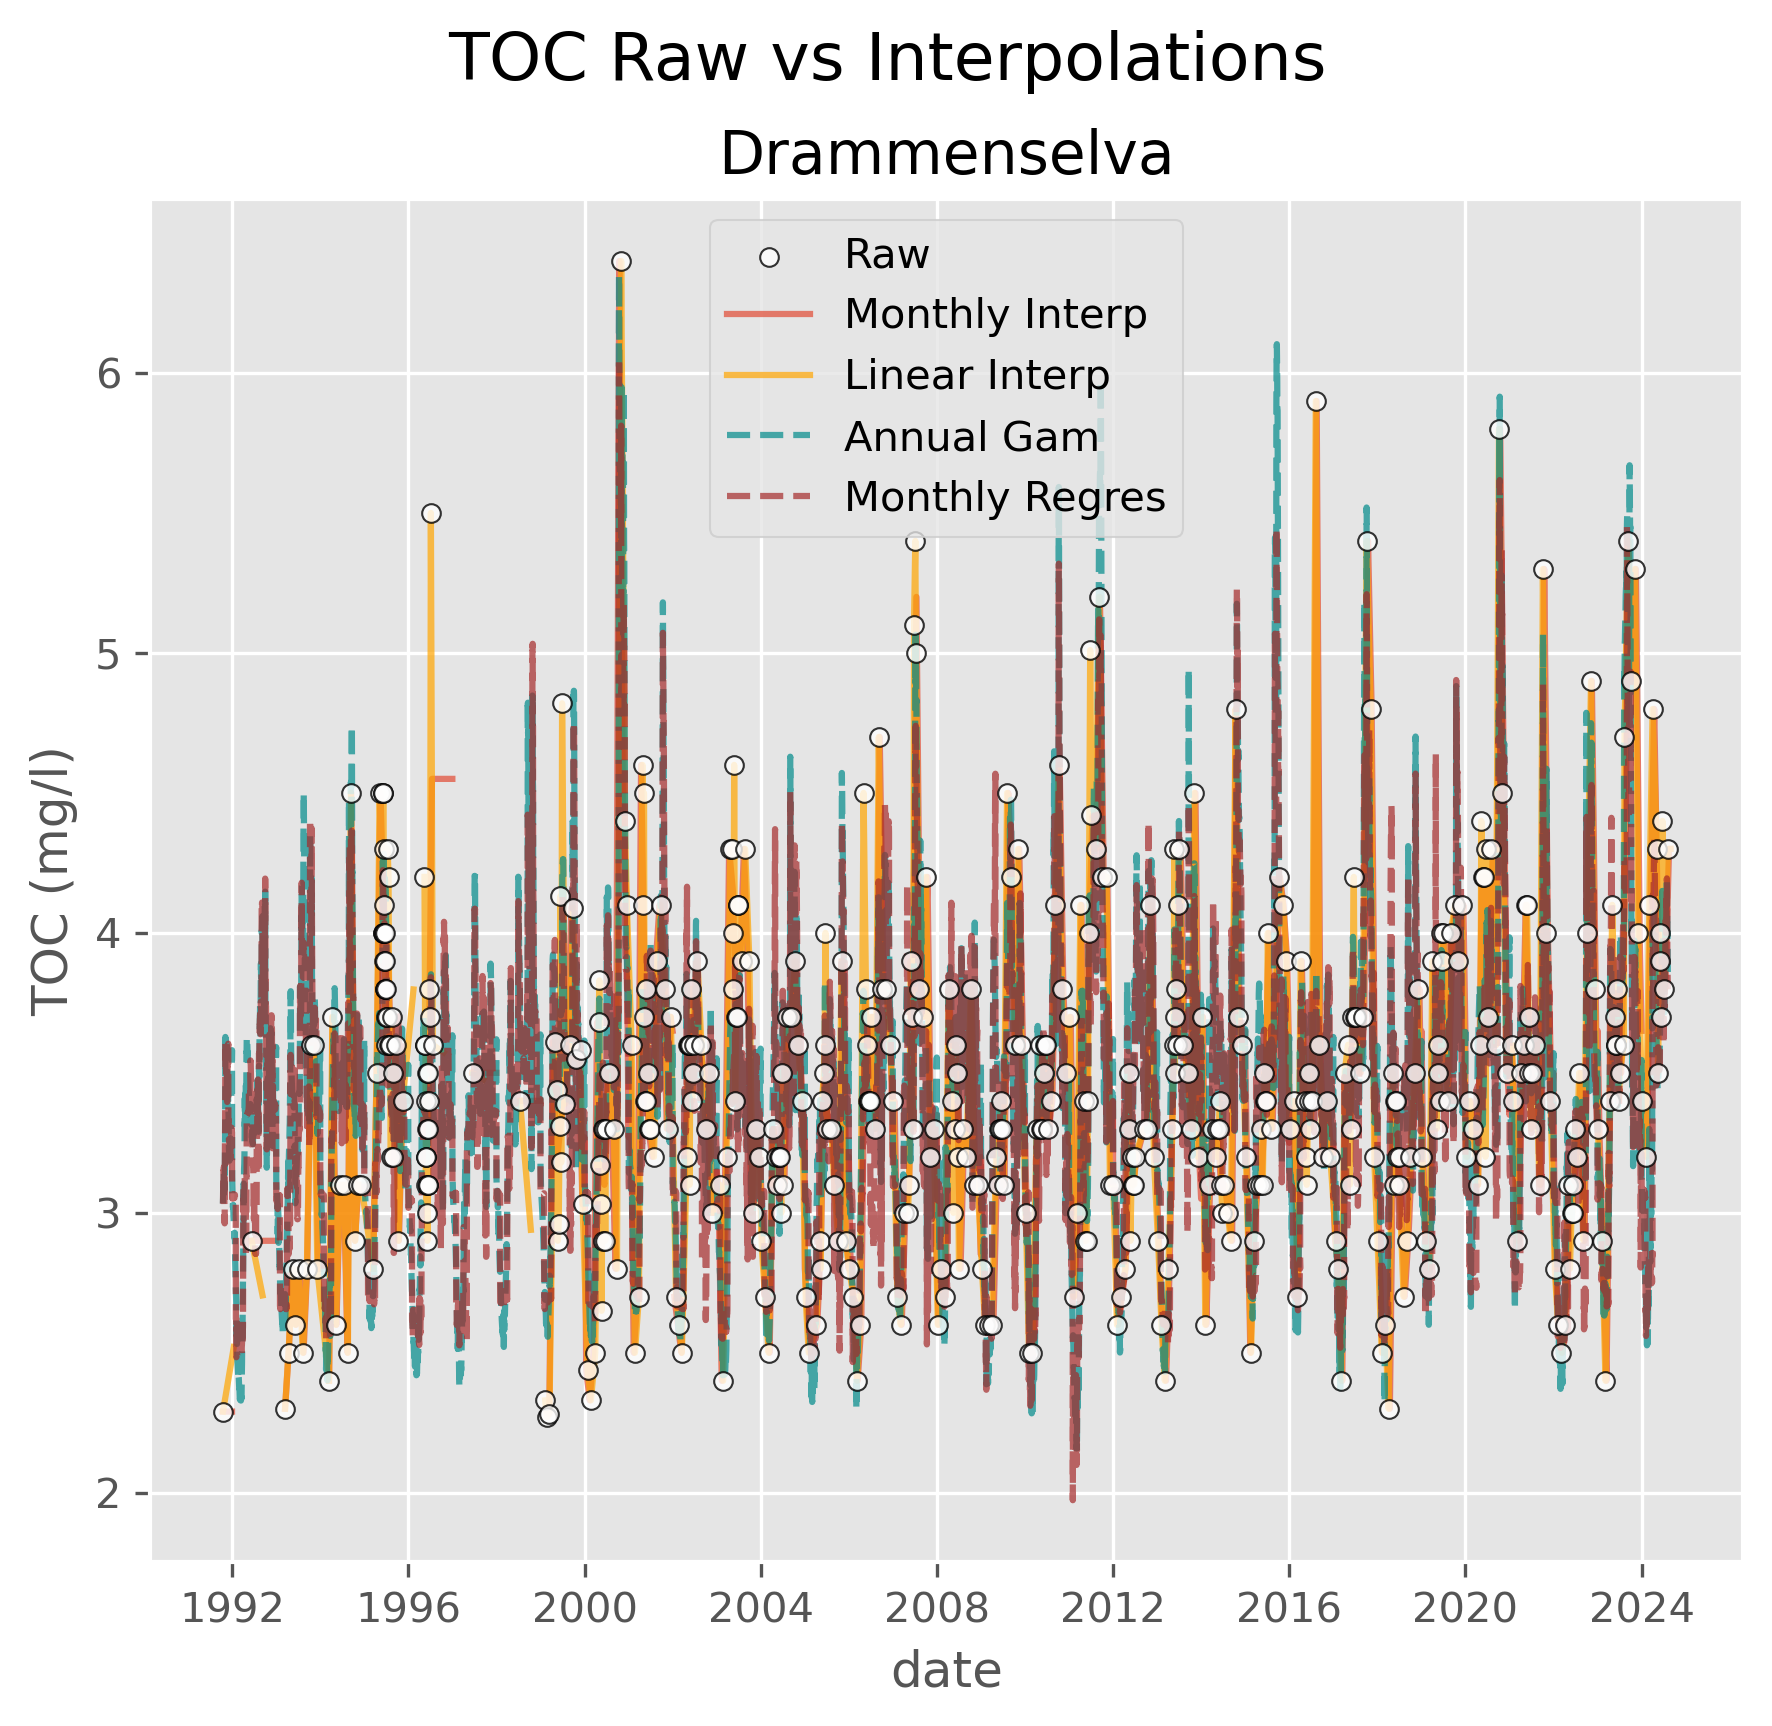 TOC Raw vs Interpolations
Drammenselva
Raw
Monthly Interp
Linear Interp
Annual Gam
Monthly Regres
TOC (mg/l)
6
5
4
3
2
1992 1996 2000 2004 2008 2012 2016 2020 2024
date